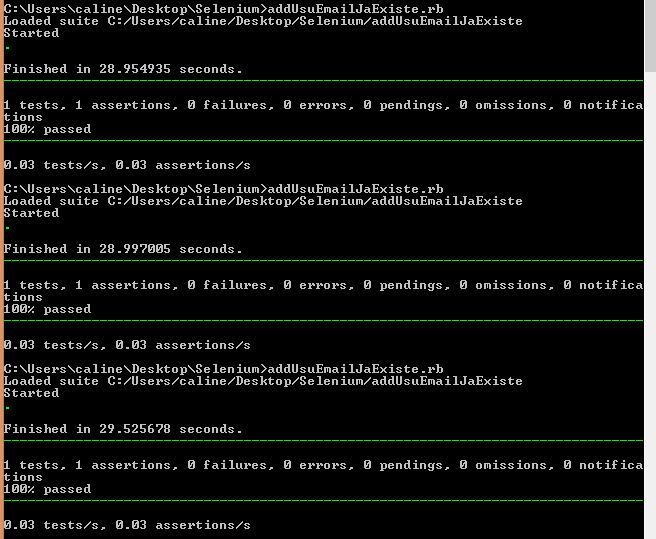 C:\Users\caline\Desktop\Selenium>addUsuEmailJaExiste.rb
Loaded suite C:/Users/caline/Desktop/Selenium/addUsuEmailJaExiste
Started
.
Finished in 28.954935 seconds.
1 tests, 1 assertions, 0 failures, 0 errors, 0 pendings, 0 omissions, 0 notifica
tions
100% passed
0.03 tests/s, 0.03 assertions/s
C:\Users\caline\Desktop\Selenium>addUsuEmailJaExiste.rb
Loaded suite C:/Users/caline/Desktop/Selenium/addUsuEmailJaExiste
Started
.
Finished in 28.997005 seconds.
1 tests, 1 assertions, 0 failures, 0 errors, 0 pendings, 0 omissions, 0 notifica
tions
100% passed
0.03 tests/s, 0.03 assertions/s
C:\Users\caline\Desktop\Selenium>addUsuEmailJaExiste.rb
Loaded suite C:/Users/caline/Desktop/Selenium/addUsuEmailJaExiste
Started
.
Finished in 29.525678 seconds.
1 tests, 1 assertions, 0 failures, 0 errors, 0 pendings, 0 omissions, 0 notifica
tions
100% passed
0.03 tests/s, 0.03 assertions/s